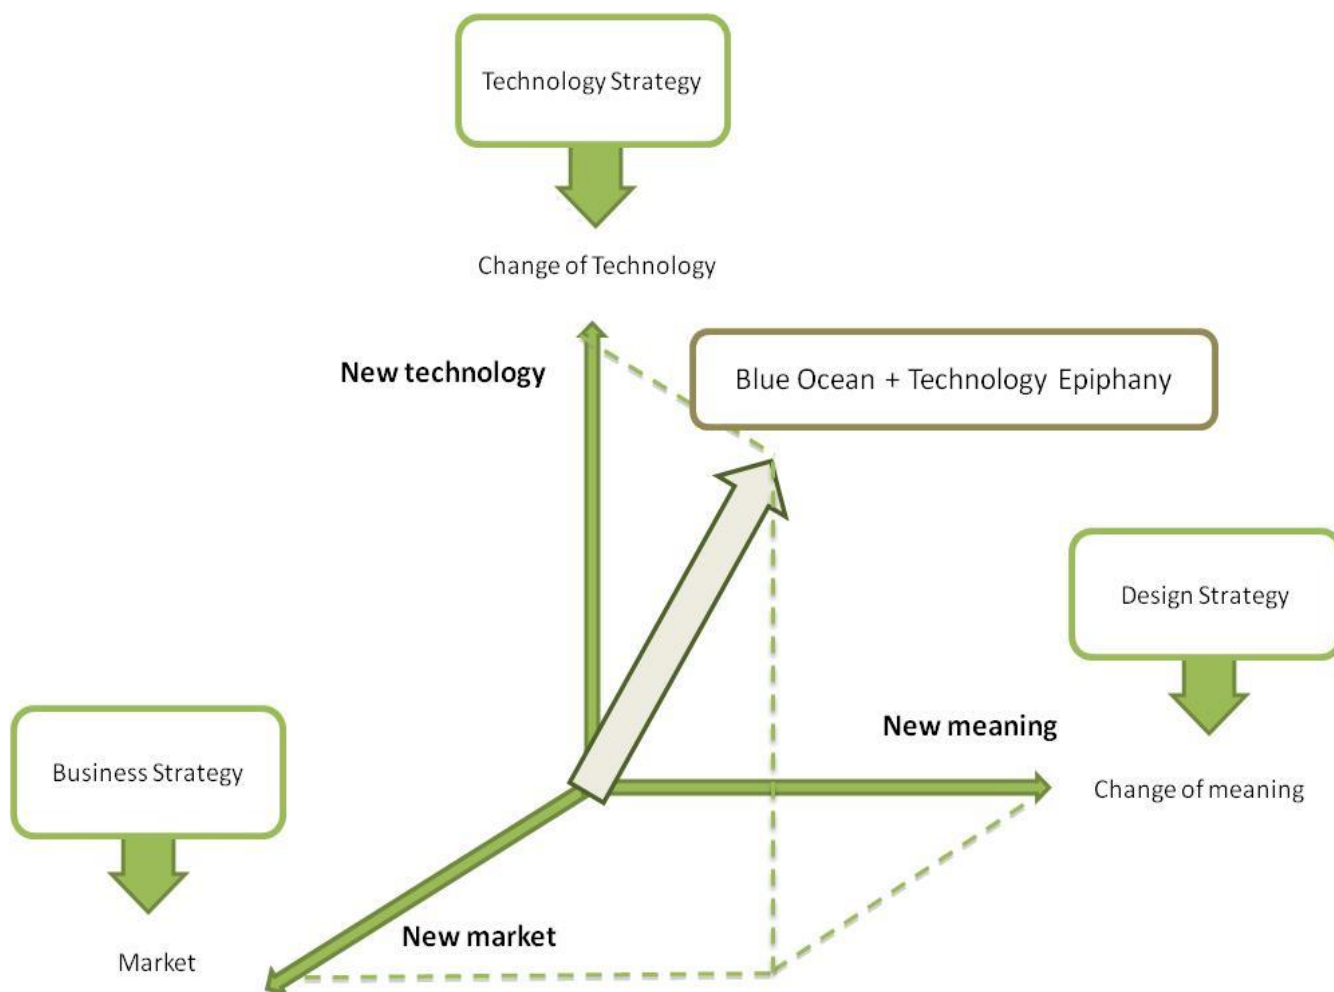 Technology Strategy
Change of Technology
New technology
Blue Ocean + Technology Epiphany
Design Strategy
New meaning
Change of meaning
Business Strategy
New market
Market